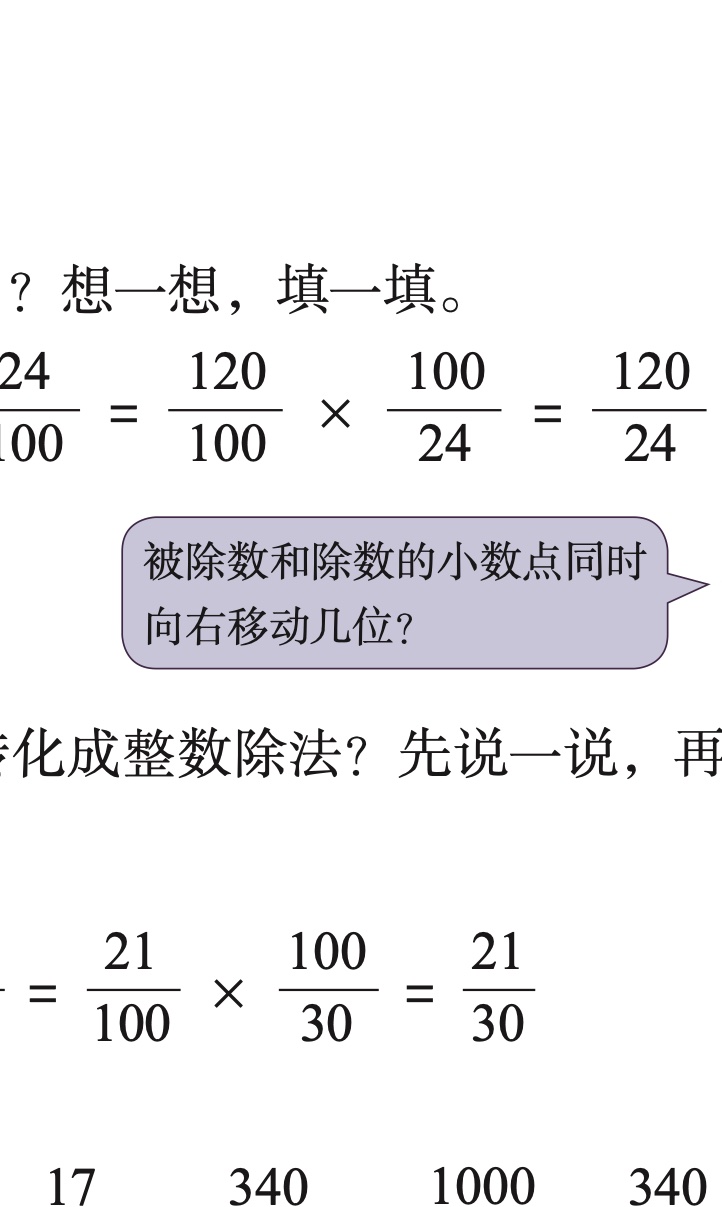 ？想一想，填一填。
24 120 100 120
= × =
100 100 24 24
被除数和除数的小数点同时
向右移动几位？
化成整数除法？先说一说，再
21 100 21
= × =
100 30 30
17 340 1000 340